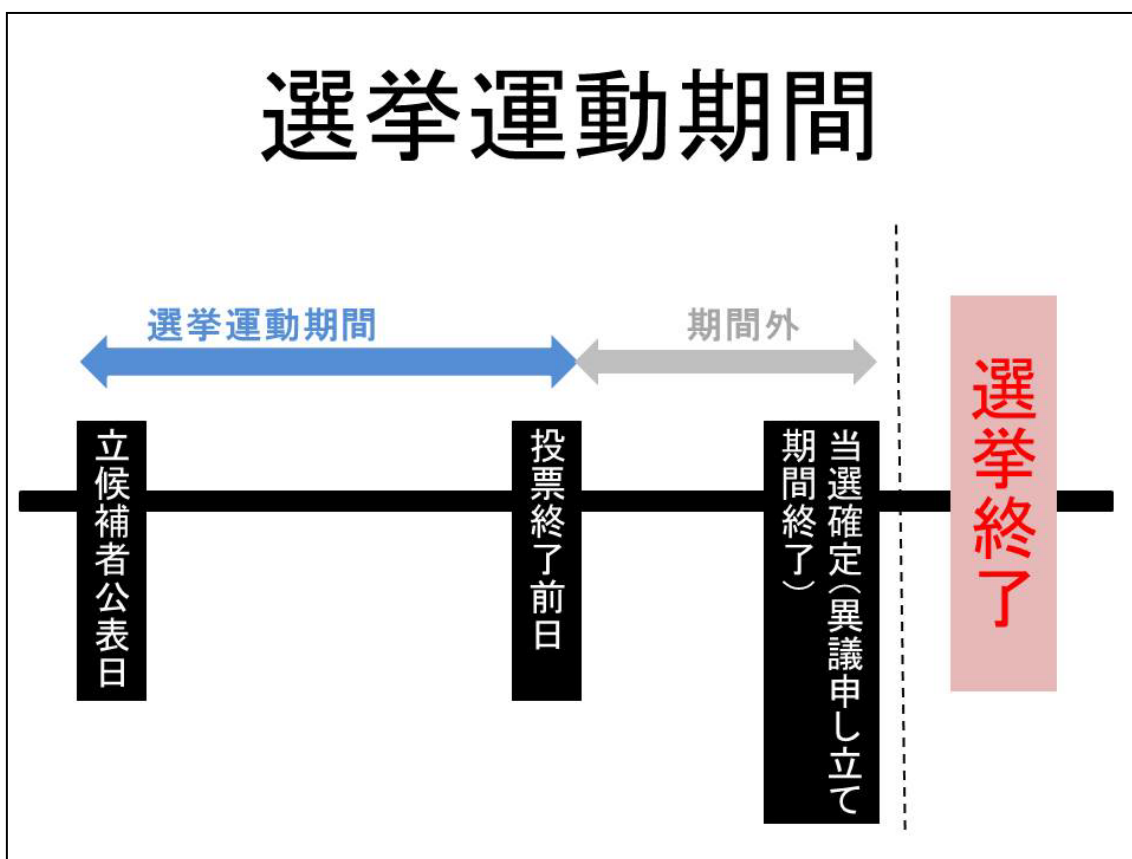 選挙運動期間
選挙運動期間
期間外
立候補者公表日
投票終了前日
当選確定（異議申し立て
期間終了）
選挙終了